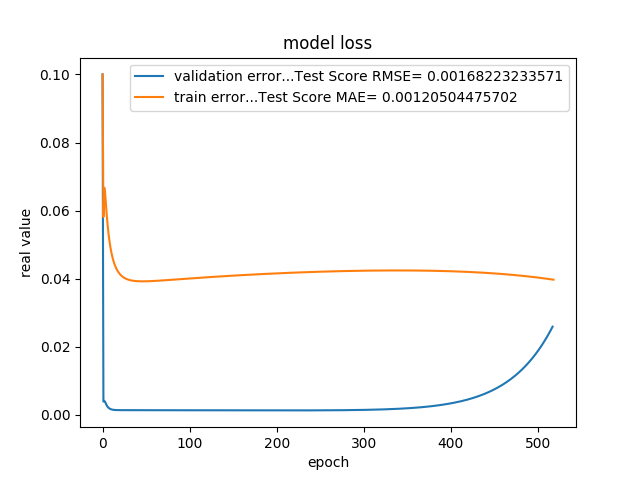 model loss
validation error...Test Score RMSE= 0.00168223233571
train error...Test Score MAE= 0.00120504475702
0.10
0.08
0.06
0.04
0.02
0.00
real value
0 100 200 300 400 500
epoch